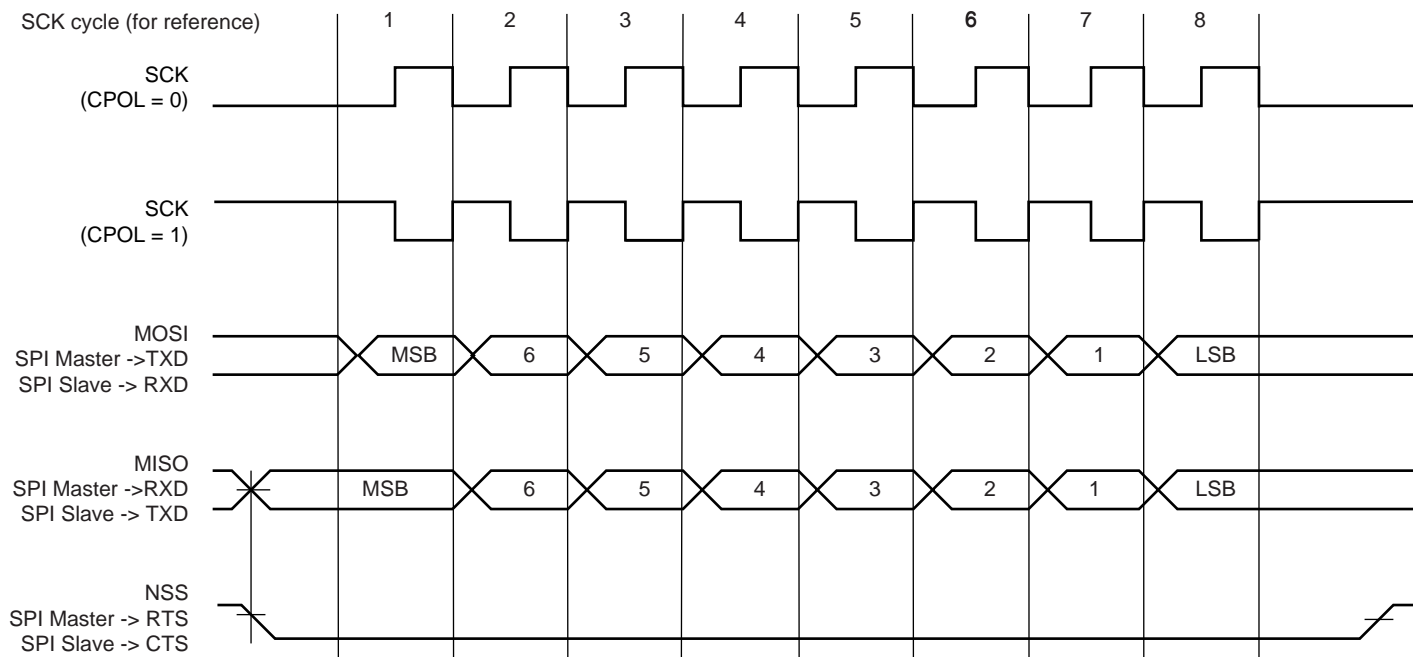 SCK cycle (for reference) 1 2 3 4 5 6 7 8
SCK
(CPOL = 0)
SCK
(CPOL = 1)
MOSI
SPI Master ->TXD
SPI Slave -> RXD
MSB 6 5 4 3 2 1 LSB
MISO
SPI Master ->RXD
SPI Slave -> TXD
MSB 6 5 4 3 2 1 LSB
NSS
SPI Master -> RTS
SPI Slave -> CTS